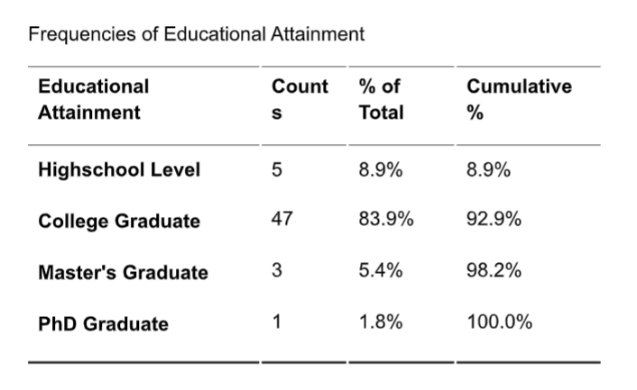 Frequencies of Educational Attainment
Educational Count % of Cumulative
Attainment s Total %
Highschool Level 5 8.9% 8.9%
College Graduate 47 83.9% 92.9%
Master's Graduate 3 5.4% 98.2%
PhD Graduate 1 1.8% 100.0%